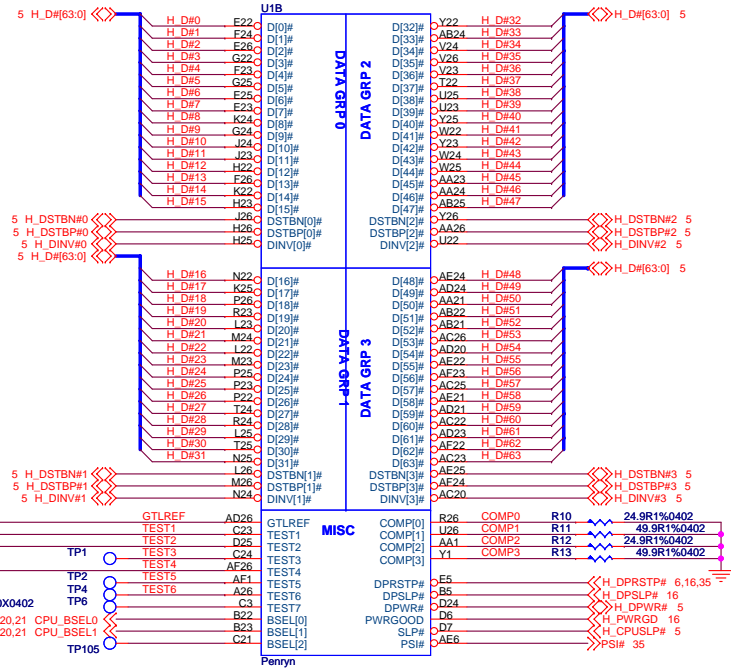 U1B
5 H_D#[63:0] H_D#[63:0] 5
H_D#0 E22 D[0]# D[32]# Y22 H_D#32
H_D#1 F24 D[1]# D[33]# AB24 H_D#33
H_D#2 E26 D[2]# D[34]# V24 H_D#34
H_D#3 G22 D[3]# D[35]# V26 H_D#35
H_D#4 F23 D[4]# D[36]# V23 H_D#36
H_D#5 G25 D[5]# D[37]# T22 H_D#37
H_D#6 E25 D[6]# D[38]# U25 H_D#38
H_D#7 E23 D[7]# D[39]# U23 H_D#39
H_D#8 K24 D[8]# D[40]# Y25 H_D#40
H_D#9 G24 D[9]# D[41]# W22 H_D#41
H_D#10 J24 D[10]# D[42]# Y23 H_D#42
H_D#11 J23 D[11]# D[43]# W24 H_D#43
H_D#12 H22 D[12]# D[44]# W25 H_D#44
H_D#13 F26 D[13]# D[45]# AA23 H_D#45
H_D#14 K22 D[14]# D[46]# AA24 H_D#46
H_D#15 H23 D[15]# D[47]# AB25 H_D#47
5 H_DSTBN#0 J26 DSTBN[0]# DSTBN[2]# Y26 H_DSTBN#2 5
5 H_DSTBP#0 H26 DSTBP[0]# DSTBP[2]# AA26 H_DSTBP#2 5
5 H_DINV#0 H25 DINV[0]# DINV[2]# U22 H_DINV#2 5
DATA GRP 0
DATA GRP 2
5 H_D#[63:0] H_D#[63:0] 5
H_D#16 N22 D[16]# D[48]# AE24 H_D#48
H_D#17 K25 D[17]# D[49]# AD24 H_D#49
H_D#18 P26 D[18]# D[50]# AA21 H_D#50
H_D#19 R23 D[19]# D[51]# AB22 H_D#51
H_D#20 L23 D[20]# D[52]# AB21 H_D#52
H_D#21 M24 D[21]# D[53]# AC26 H_D#53
H_D#22 L22 D[22]# D[54]# AD20 H_D#54
H_D#23 M23 D[23]# D[55]# AE22 H_D#55
H_D#24 P25 D[24]# D[56]# AF23 H_D#56
H_D#25 P23 D[25]# D[57]# AC25 H_D#57
H_D#26 P22 D[26]# D[58]# AE21 H_D#58
H_D#27 T24 D[27]# D[59]# AD21 H_D#59
H_D#28 R24 D[28]# D[60]# AC22 H_D#60
H_D#29 L25 D[29]# D[61]# AD23 H_D#61
H_D#30 T25 D[30]# D[62]# AF22 H_D#62
H_D#31 N25 D[31]# D[63]# AC23 H_D#63
5 H_DSTBN#1 L26 DSTBN[1]# DSTBN[3]# AE25 H_DSTBN#3 5
5 H_DSTBP#1 M26 DSTBP[1]# DSTBP[3]# AF24 H_DSTBP#3 5
5 H_DINV#1 N24 DINV[1]# DINV[3]# AC20 H_DINV#3 5
DATA GRP 1
DATA GRP 3
MISC
GTLREF AD26 GTLREF COMP[0] R26 COMP0 R10 24.9R1%0402
TEST1 C23 TEST1 COMP[1] U26 COMP1 R11 49.9R1%0402
TEST2 D25 TEST2 COMP[2] AA1 COMP2 R12 24.9R1%0402
TP1 TEST3 C24 TEST3 COMP[3] Y1 COMP3 R13 49.9R1%0402
TEST4 AF26 TEST4
TP2 TEST5 AF1 TEST5 DPRSTP# E5 H_DPRSTP# 6,16,35
TP4 TEST6 A26 TEST6 DPSLP# B5 H_DPSLP# 16
0X0402 TP6 C3 TEST7 DPWR# D24 H_DPWR# 5
20,21 CPU_BSEL0 B22 BSEL[0] PWRGOOD D6 H_PWRGD 16
20,21 CPU_BSEL1 B23 BSEL[1] SLP# D7 H_CPUSLP# 5
TP105 C21 BSEL[2] PSI# AE6 PSI# 35
Penryn